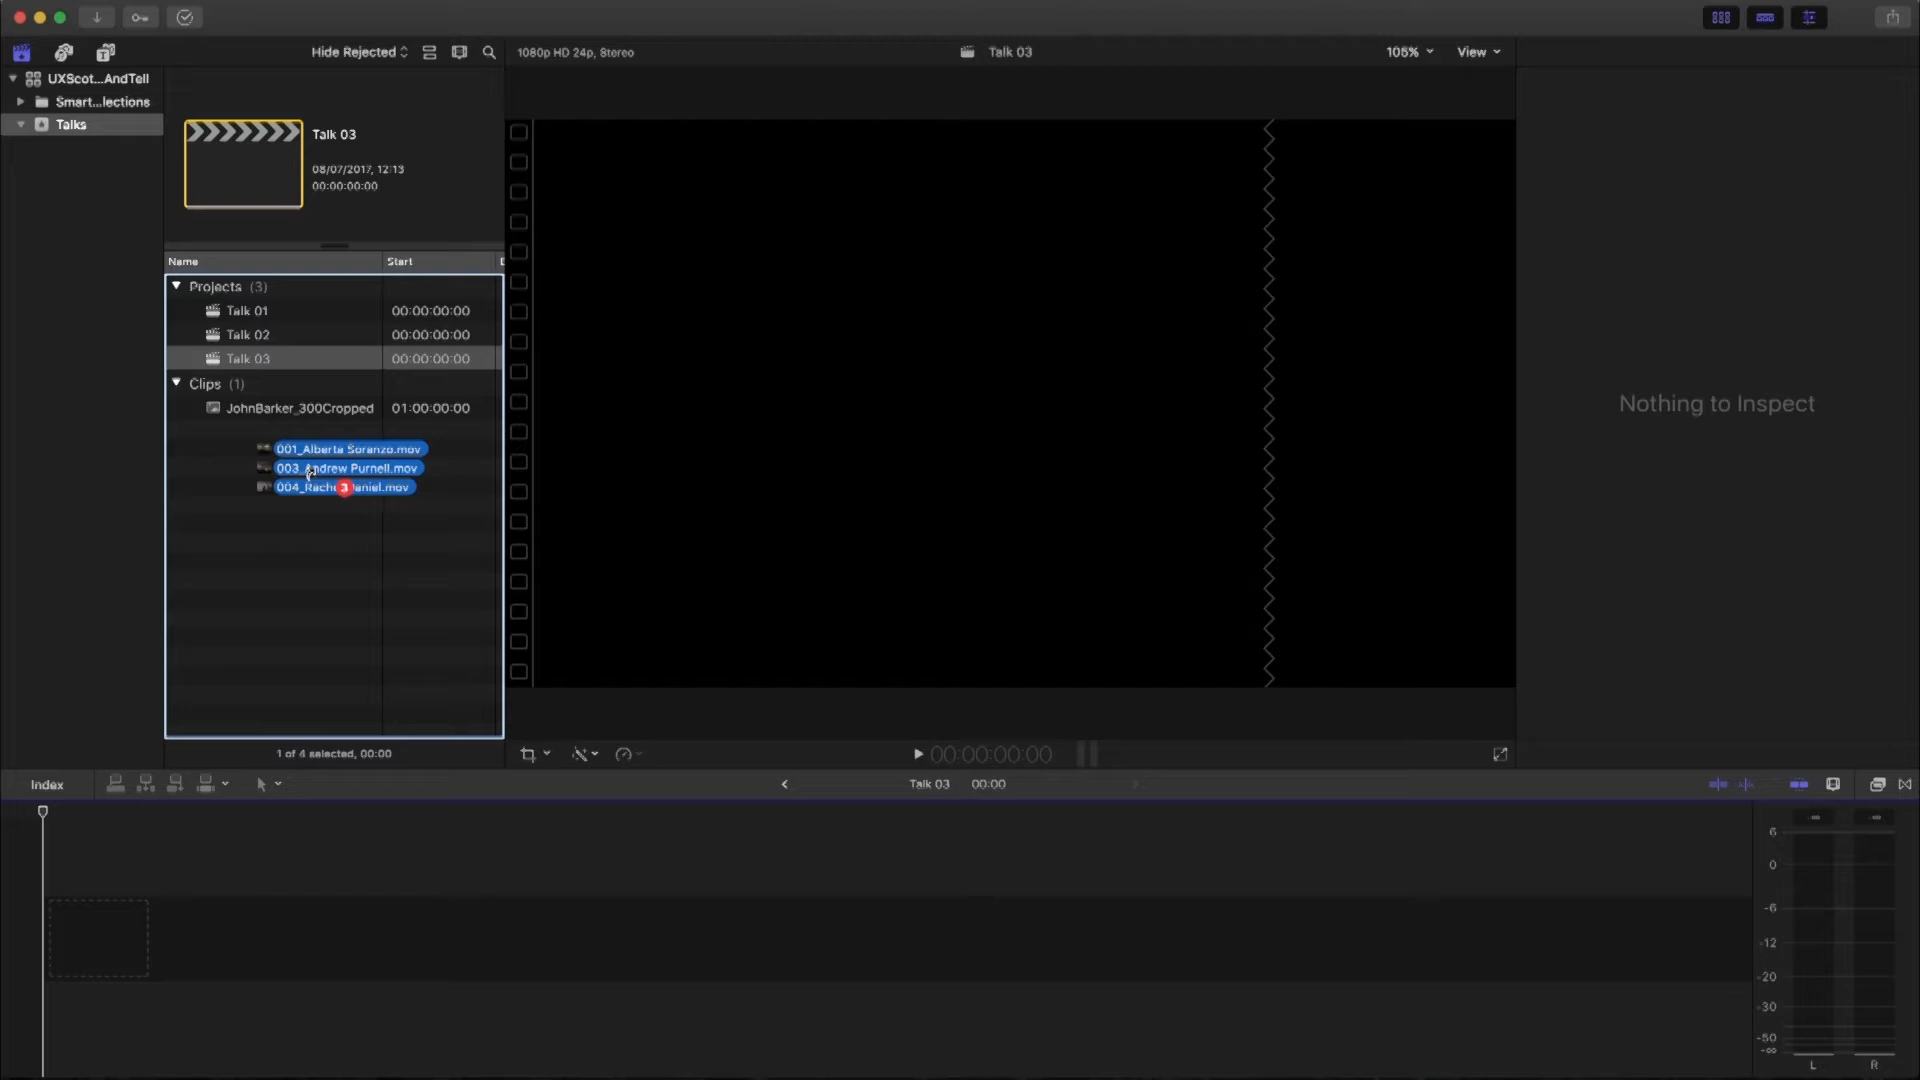 Hide Rejected
1080p HD 24p, Stereo
Talk 03
105%
View
UXScot...AndTell
Smart...lections
Talks
Talk 03
08/07/2017, 12:13
00:00:00:00
Name
Start
Projects (3)
Talk 01
00:00:00:00
Talk 02
00:00:00:00
Talk 03
00:00:00:00
Clips (1)
JohnBarker_300Cropped
01:00:00:00
001_Alberta Soranzo.mov
003_Andrew Purnell.mov
3
Nothing to Inspect
1 of 4 selected, 00:00
00:00:00:00
Index
Talk 03
00:00
-∞
-∞
6
0
-6
-12
-20
-30
-50
-∞
L
R